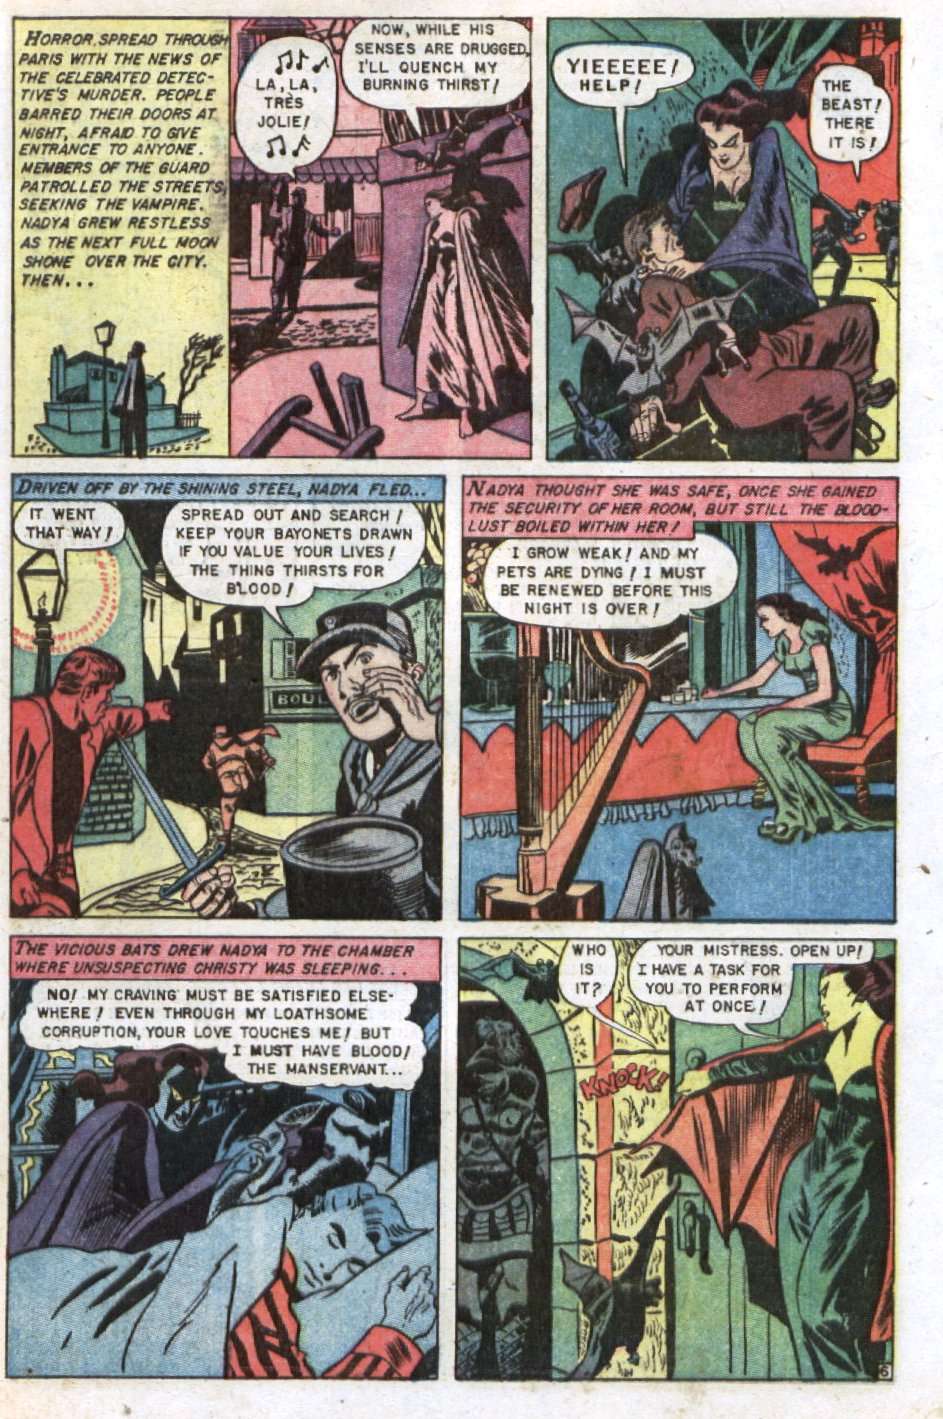 HORROR SPREAD THROUGH
PARIS WITH THE NEWS OF
THE CELEBRATED DETEC-
TIVE'S MURDER. PEOPLE
BARRED THEIR DOORS AT
NIGHT, AFRAID TO GIVE
ENTRANCE TO ANYONE.
MEMBERS OF THE GUARD
PATROLLED THE STREETS,
SEEKING THE VAMPIRE.
NADYA GREW RESTLESS
AS THE NEXT FULL MOON
SHONE OVER THE CITY.
THEN...
LA, LA,
TRÈS
JOLIE!
NOW, WHILE HIS
SENSES ARE DRUGGED,
I'LL QUENCH MY
BURNING THIRST!
YIEEEEE!
HELP!
THE
BEAST!
THERE
IT IS!
DRIVEN OFF BY THE SHINING STEEL, NADYA FLED...
IT WENT
THAT WAY!
SPREAD OUT AND SEARCH!
KEEP YOUR BAYONETS DRAWN
IF YOU VALUE YOUR LIVES!
THE THING THIRSTS FOR
BLOOD!
BOUL
NADYA THOUGHT SHE WAS SAFE, ONCE SHE GAINED
THE SECURITY OF HER ROOM, BUT STILL THE BLOOD-
LUST BOILED WITHIN HER!
I GROW WEAK! AND MY
PETS ARE DYING! I MUST
BE RENEWED BEFORE THIS
NIGHT IS OVER!
THE VICIOUS BATS DREW NADYA TO THE CHAMBER
WHERE UNSUSPECTING CHRISTY WAS SLEEPING...
NO! MY CRAVING MUST BE SATISFIED ELSE-
WHERE! EVEN THROUGH MY LOATHSOME
CORRUPTION, YOUR LOVE TOUCHES ME! BUT
I MUST HAVE BLOOD!
THE MANSERVANT...
WHO
IS
IT?
YOUR MISTRESS. OPEN UP!
I HAVE A TASK FOR
YOU TO PERFORM
AT ONCE!
KNOCK!
6